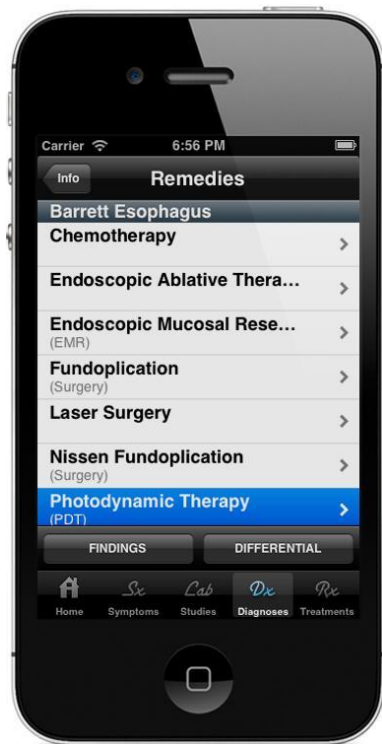 Carrier 6:56 PM
Info Remedies
Barrett Esophagus
Chemotherapy
Endoscopic Ablative Thera...
Endoscopic Mucosal Rese...
(EMR)
Fundoplication
(Surgery)
Laser Surgery
Nissen Fundoplication
(Surgery)
Photodynamic Therapy
(PDT)
FINDINGS DIFFERENTIAL
Sx Lab Dx Rx
Home Symptoms Studies Diagnoses Treatments